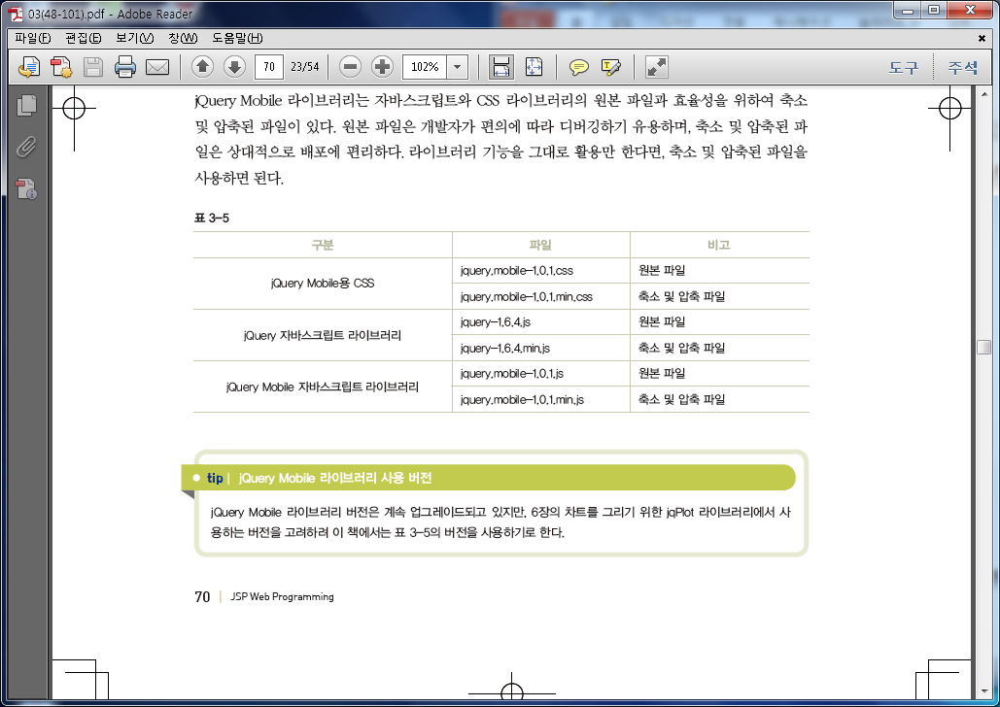 03(48-101).pdf - Adobe Reader
파일(F) 편집(E) 보기(V) 창(W) 도움말(H)
70 23/54 102% 도구 주석
jQuery Mobile 라이브러리는 자바스크립트와 CSS 라이브러리의 원본 파일과 효율성을 위하여 축소
및 압축된 파일이 있다. 원본 파일은 개발자가 편의에 따라 디버깅하기 유용하며, 축소 및 압축된 파
일은 상대적으로 배포에 편리하다. 라이브러리 기능을 그대로 활용만 한다면, 축소 및 압축된 파일을
사용하면 된다.
표 3-5
구분 파일 비고
jQuery Mobile용 CSS
jquery.mobile-1.0.1.css 원본 파일
jquery.mobile-1.0.1.min.css 축소 및 압축 파일
jQuery 자바스크립트 라이브러리
jquery-1.6.4.js 원본 파일
jquery-1.6.4.min.js 축소 및 압축 파일
jQuery Mobile 자바스크립트 라이브러리
jquery.mobile-1.0.1.js 원본 파일
jquery.mobile-1.0.1.min.js 축소 및 압축 파일
tip | jQuery Mobile 라이브러리 사용 버전
jQuery Mobile 라이브러리 버전은 계속 업그레이드되고 있지만, 6장의 차트를 그리기 위한 jqPlot 라이브러리에서 사
용하는 버전을 고려하려 이 책에서는 표 3-5의 버전을 사용하기로 한다.
70 | JSP Web Programming